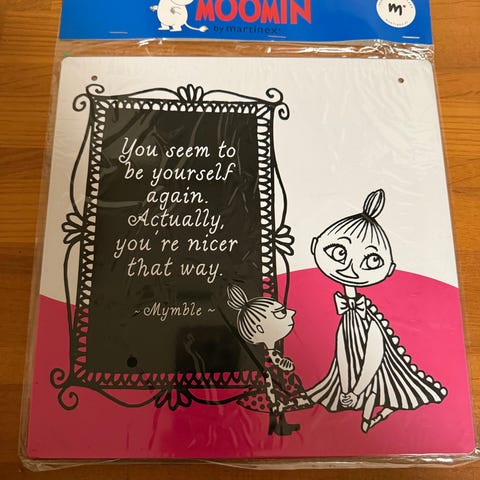 MOOMIN
by martinex
m
You seem to
be yourself
again.
Actually,
you re nicer
that way.
~Mymble~